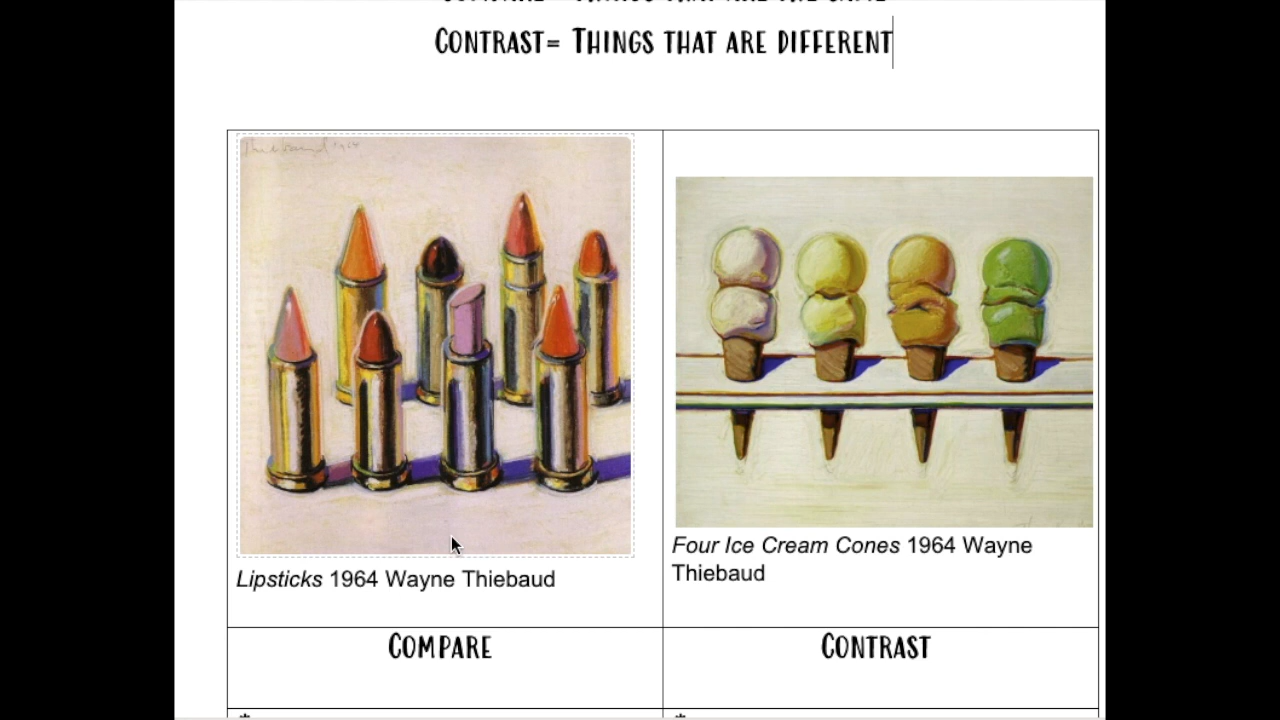 CONTRAST= THINGS THAT ARE DIFFERENT
Lipsticks 1964 Wayne Thiebaud
Four Ice Cream Cones 1964 Wayne
Thiebaud
COMPARE
CONTRAST
*
*